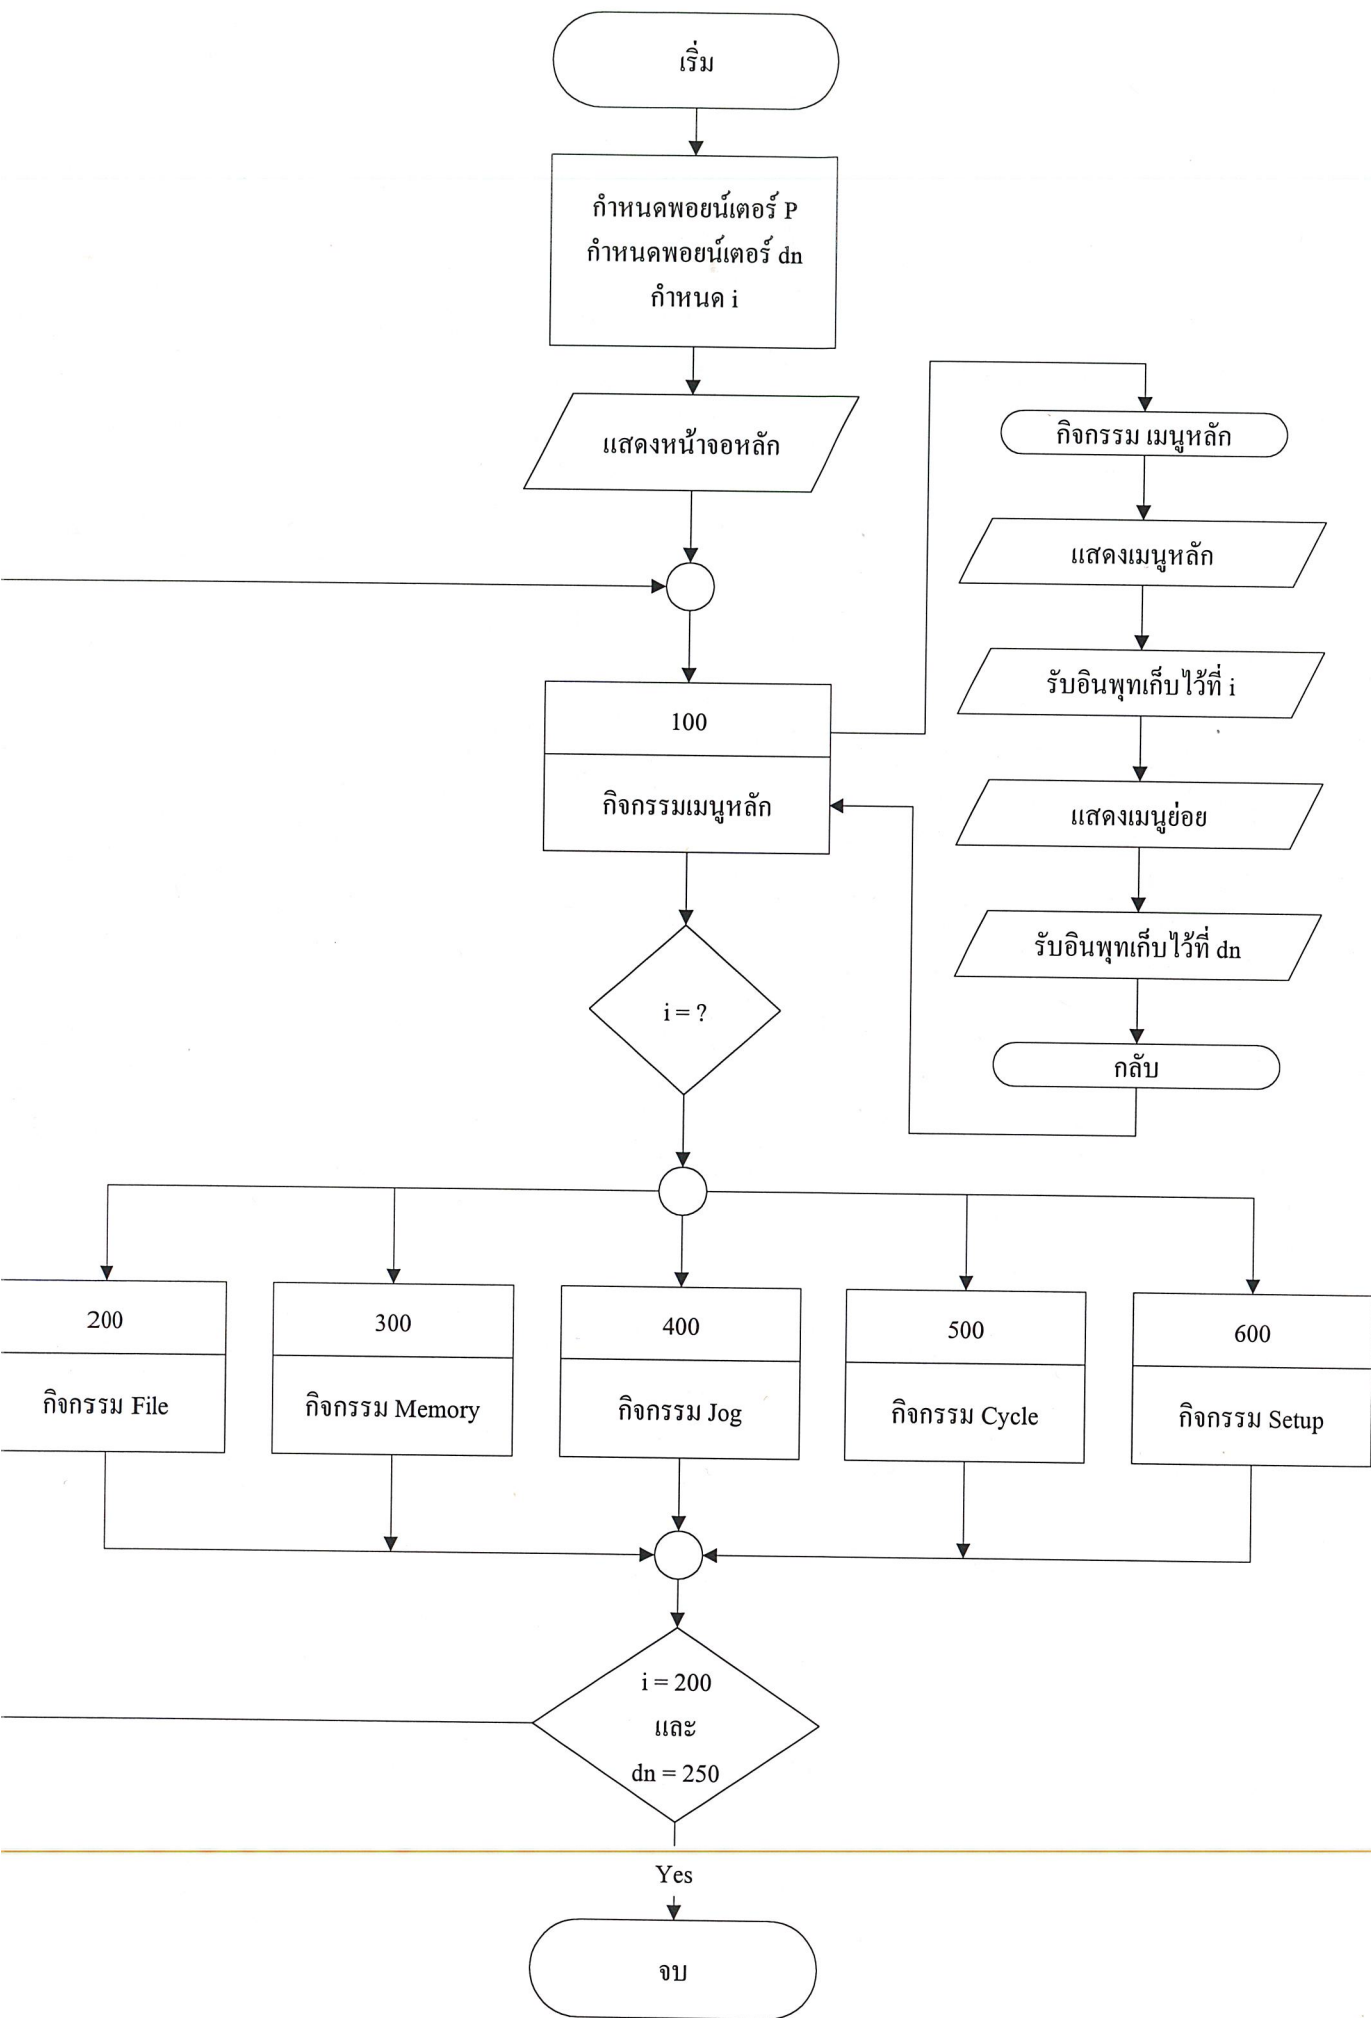 เริ่ม
กำหนดพอยน์เตอร์ P
กำหนดพอยน์เตอร์ dn
กำหนด i
แสดงหน้าจอหลัก
กิจกรรม เมนูหลัก
แสดงเมนูหลัก
รับอินพุทเก็บไว้ที่ i
แสดงเมนูย่อย
รับอินพุทเก็บไว้ที่ dn
กลับ
100
กิจกรรมเมนูหลัก
i = ?
200
กิจกรรม File
300
กิจกรรม Memory
400
กิจกรรม Jog
500
กิจกรรม Cycle
600
กิจกรรม Setup
i = 200
และ
dn = 250
Yes
จบ